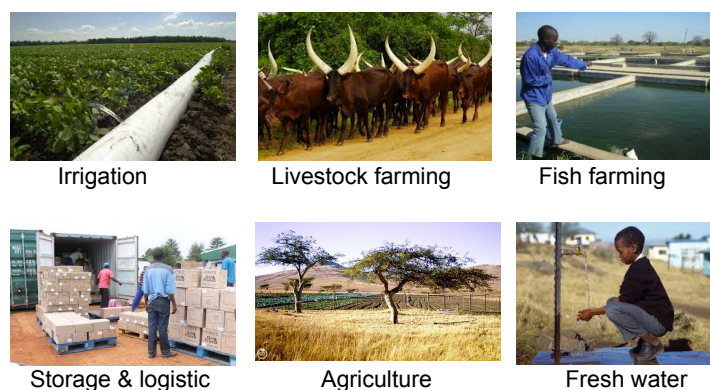 Irrigation
Livestock farming
Fish farming
Storage & logistic
Agriculture
Fresh water